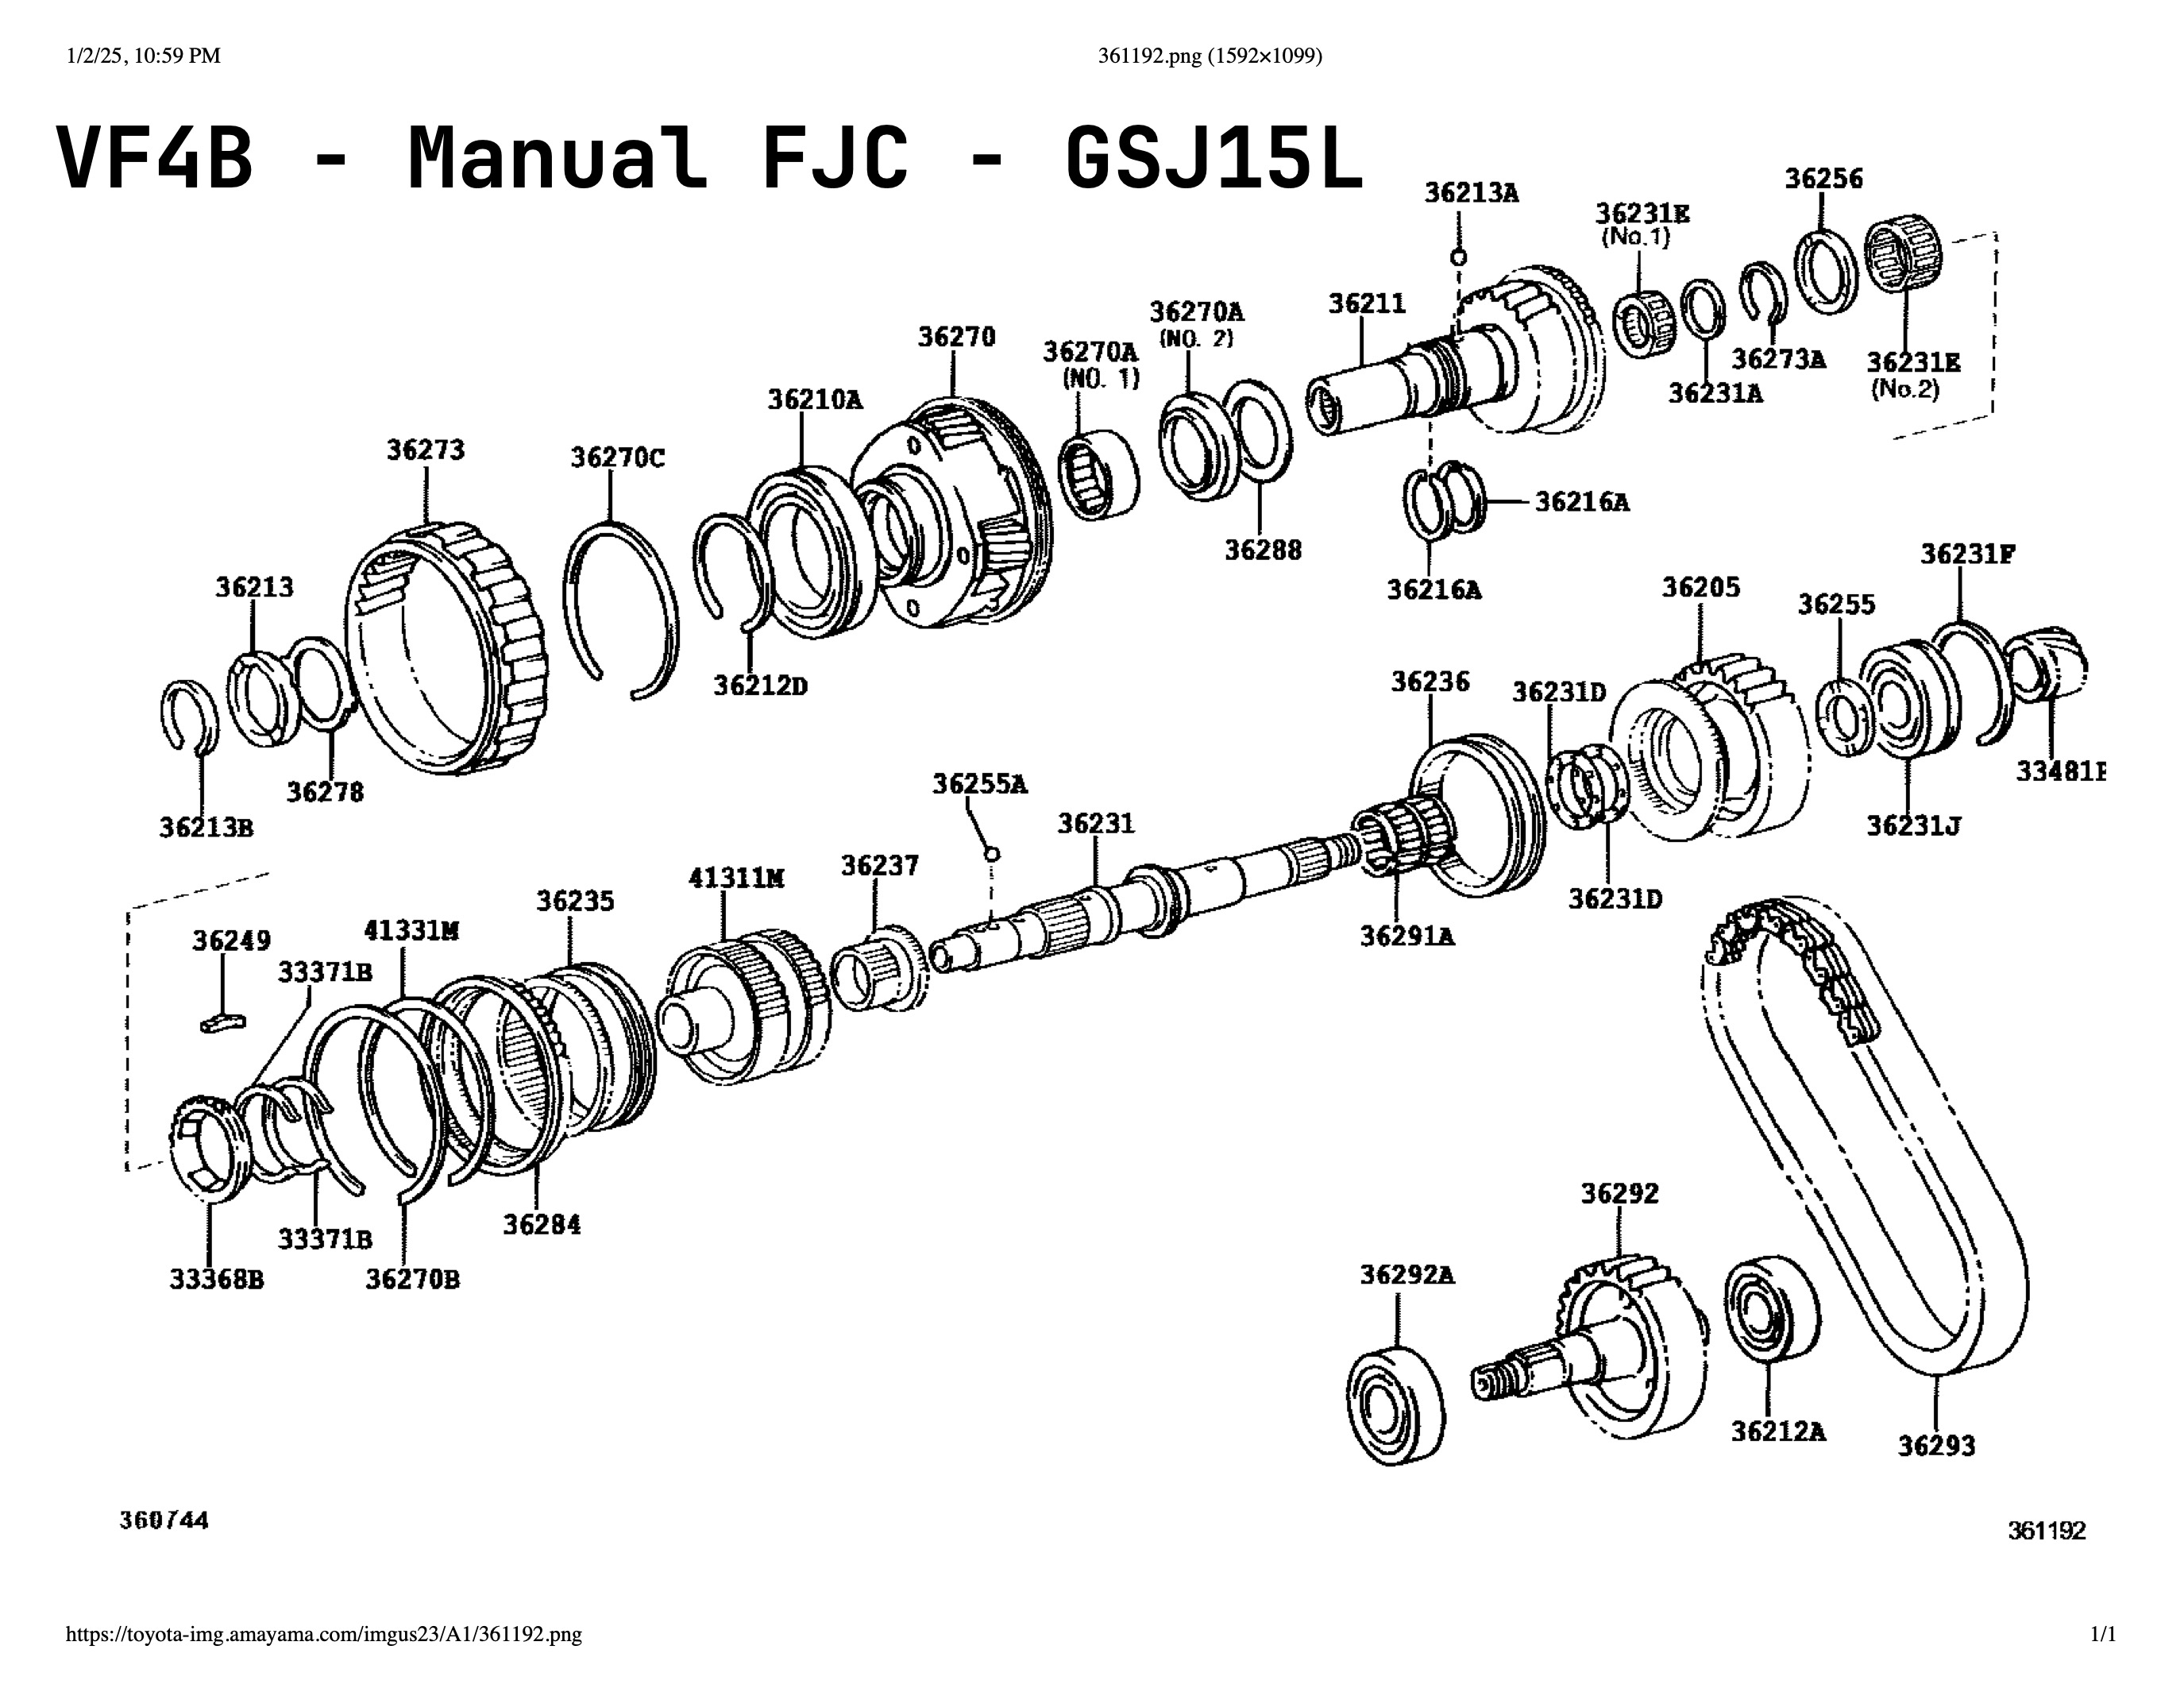 1/2/25, 10:59 PM
361192.png (1592×1099)
VF4B - Manual FJC - GSJ15L
36213A
36256
36231E
(No.1)
36211
36270A
(NO. 2)
36270
36270A
(NO. 1)
36273A
36231E
(No.2)
36231A
36210A
36273
36270C
36216A
36288
36216A
36231F
36213
36205
36255
36212D
36236
36231D
33481E
36278
36255A
36213B
36231
36231J
36237
41311M
36235
36231D
41331M
36249
36291A
33371B
36292
36284
33371B
33368B
36270B
36292A
36212A
36293
360744
361192
https://toyota-img.amayama.com/imgus23/A1/361192.png
1/1